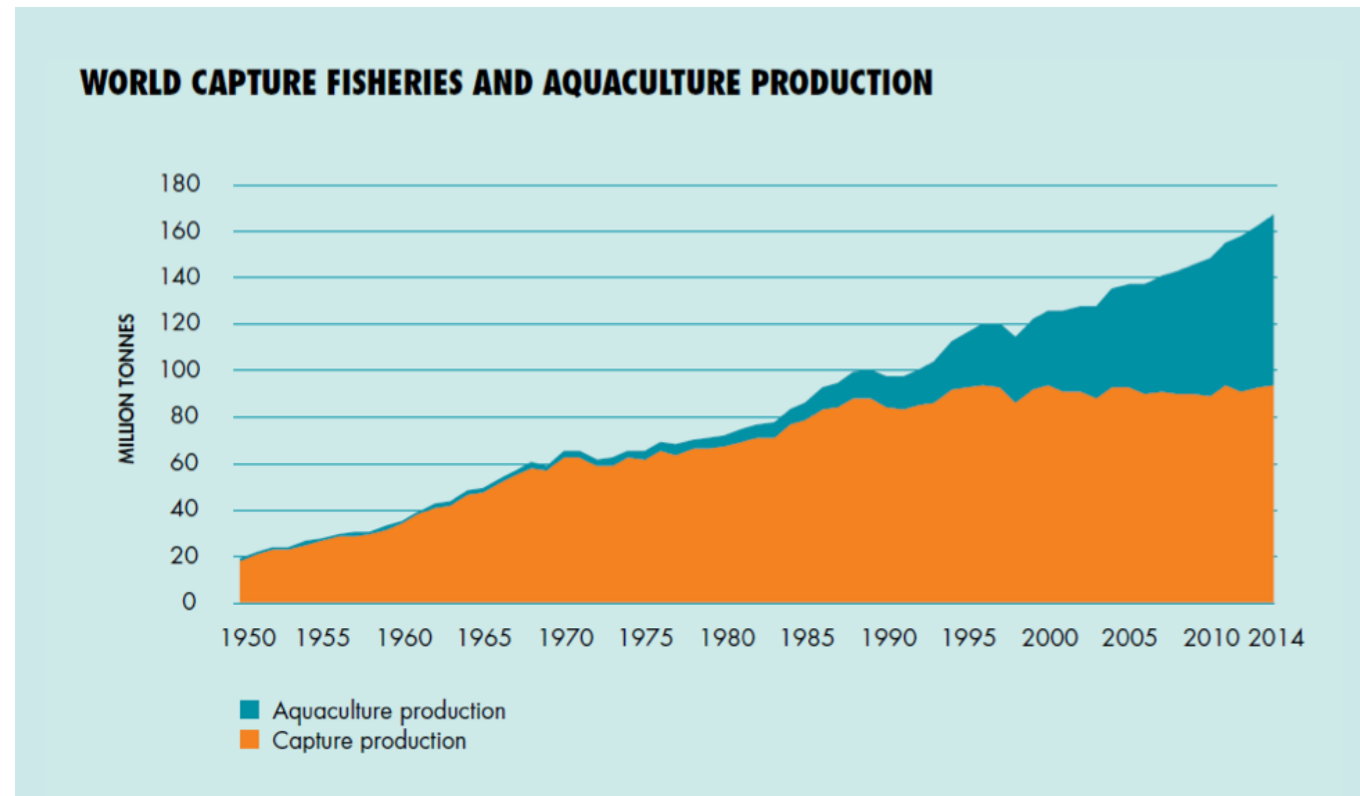 WORLD CAPTURE FISHERIES AND AQUACULTURE PRODUCTION
180
160
140
120
100
80
60
40
20
0
MILLION TONNES
1950 1955 1960 1965 1970 1975 1980 1985 1990 1995 2000 2005 2010 2014
Aquaculture production
Capture production